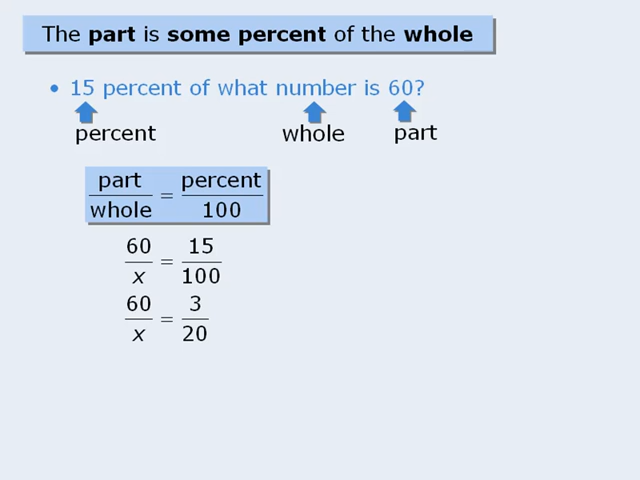 The part is some percent of the whole
• 15 percent of what number is 60?
percent whole part
part/whole = percent/100
60/x = 15/100
60/x = 3/20